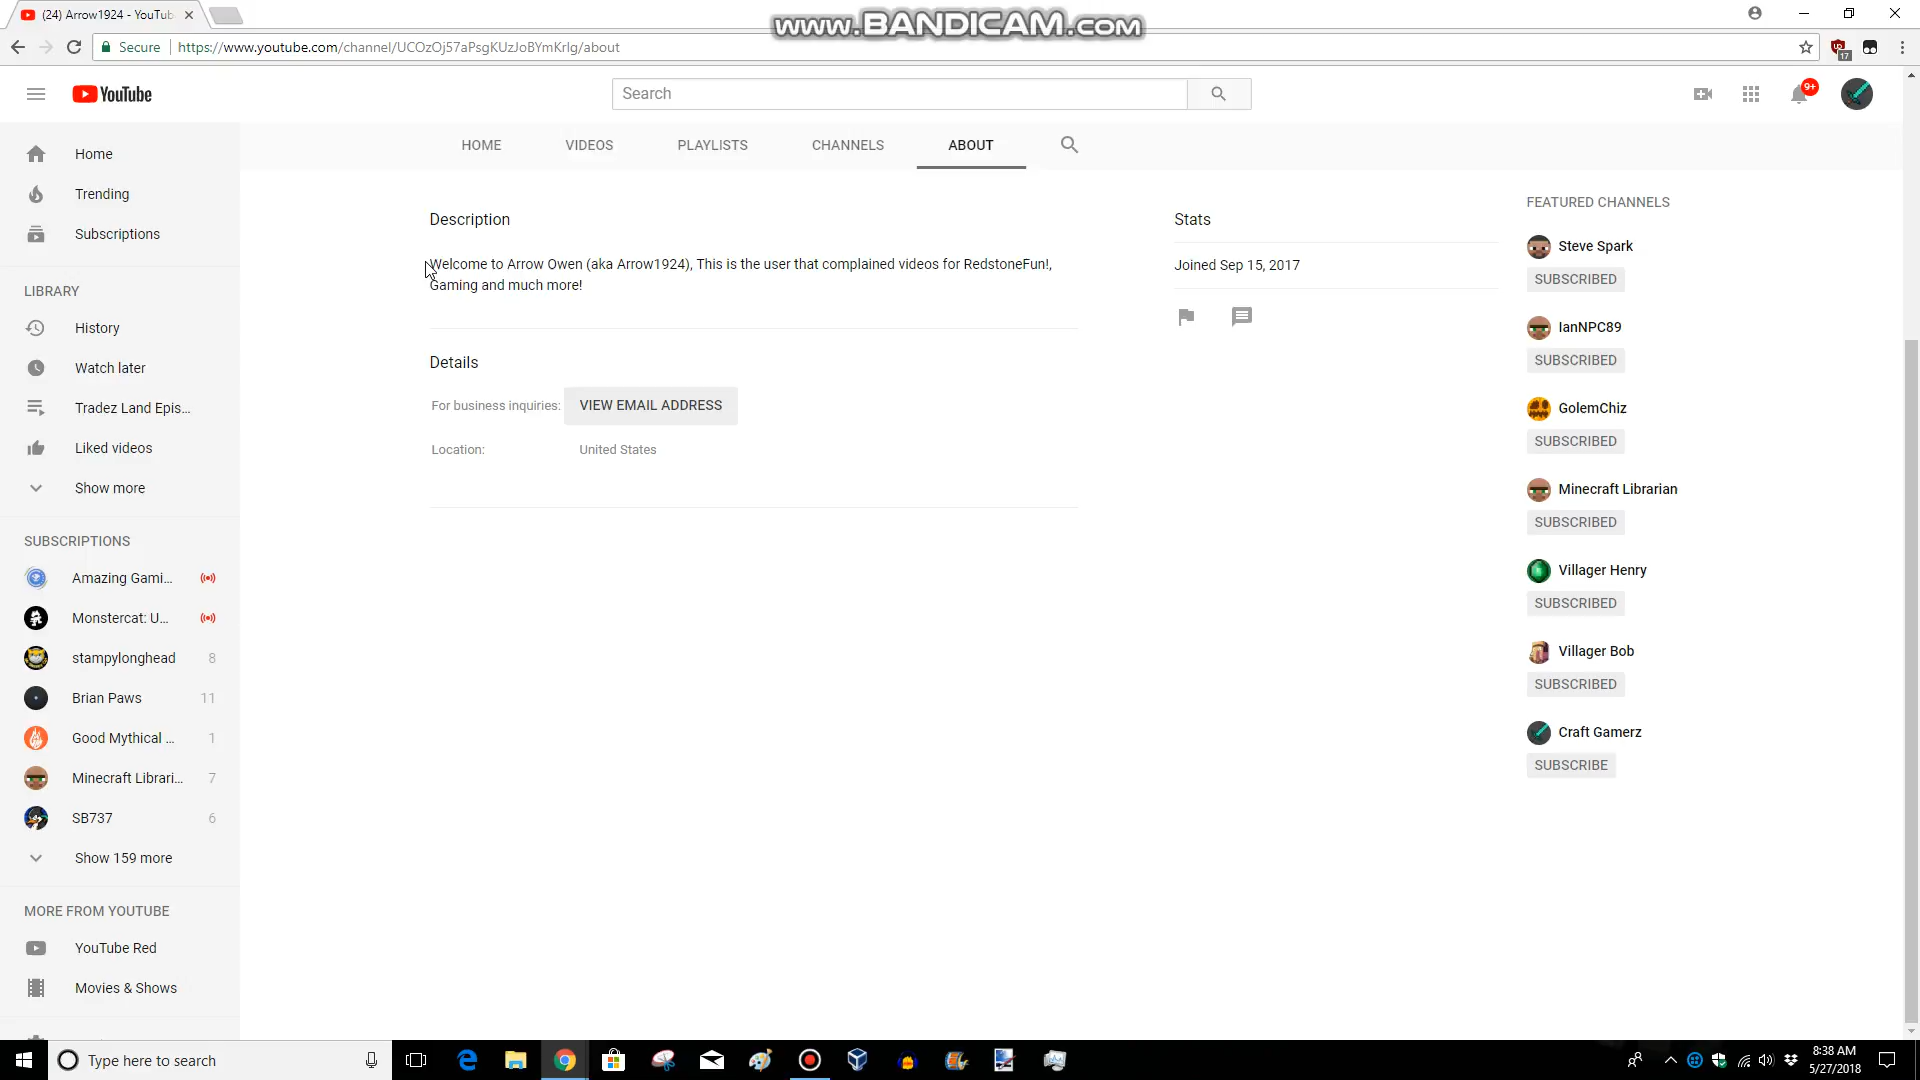 (24) Arrow1924 - YouTub
www.BANDICAM.com
Secure
https://www.youtube.com/channel/UCOzOj57aPsgKUzJoBYmKrlg/about
17
YouTube
Search
9+
HOME
VIDEOS
PLAYLISTS
CHANNELS
ABOUT
Home
Trending
Subscriptions
LIBRARY
History
Watch later
Tradez Land Epis...
Liked videos
Show more
SUBSCRIPTIONS
Amazing Gami...
Monstercat: U...
stampylonghead 8
Brian Paws 11
Good Mythical ... 1
Minecraft Librari... 7
SB737 6
Show 159 more
MORE FROM YOUTUBE
YouTube Red
Movies & Shows
Description
Welcome to Arrow Owen (aka Arrow1924), This is the user that complained videos for RedstoneFun!,
Gaming and much more!
Details
For business inquiries: VIEW EMAIL ADDRESS
Location: United States
Stats
Joined Sep 15, 2017
FEATURED CHANNELS
Steve Spark
SUBSCRIBED
IanNPC89
SUBSCRIBED
GolemChiz
SUBSCRIBED
Minecraft Librarian
SUBSCRIBED
Villager Henry
SUBSCRIBED
Villager Bob
SUBSCRIBED
Craft Gamerz
SUBSCRIBE
Type here to search
8:38 AM
5/27/2018